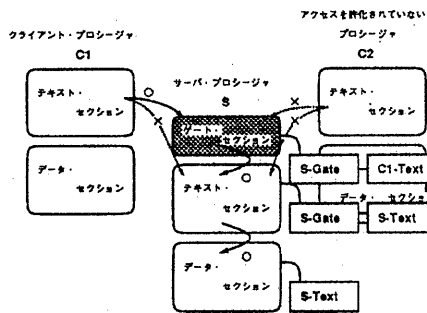 クライアント・プロシージャ
C1
アクセスを許化されていない
プロシージャ
C2
サーバ・プロシージャ
S
テキスト・
セクション
テキスト・
セクション
ゲート・
セクション
データ・
セクション
テキスト・
セクション
データ・セクション
データ・
セクション
S-Gate
C1-Text
S-Gate
S-Text
S-Text